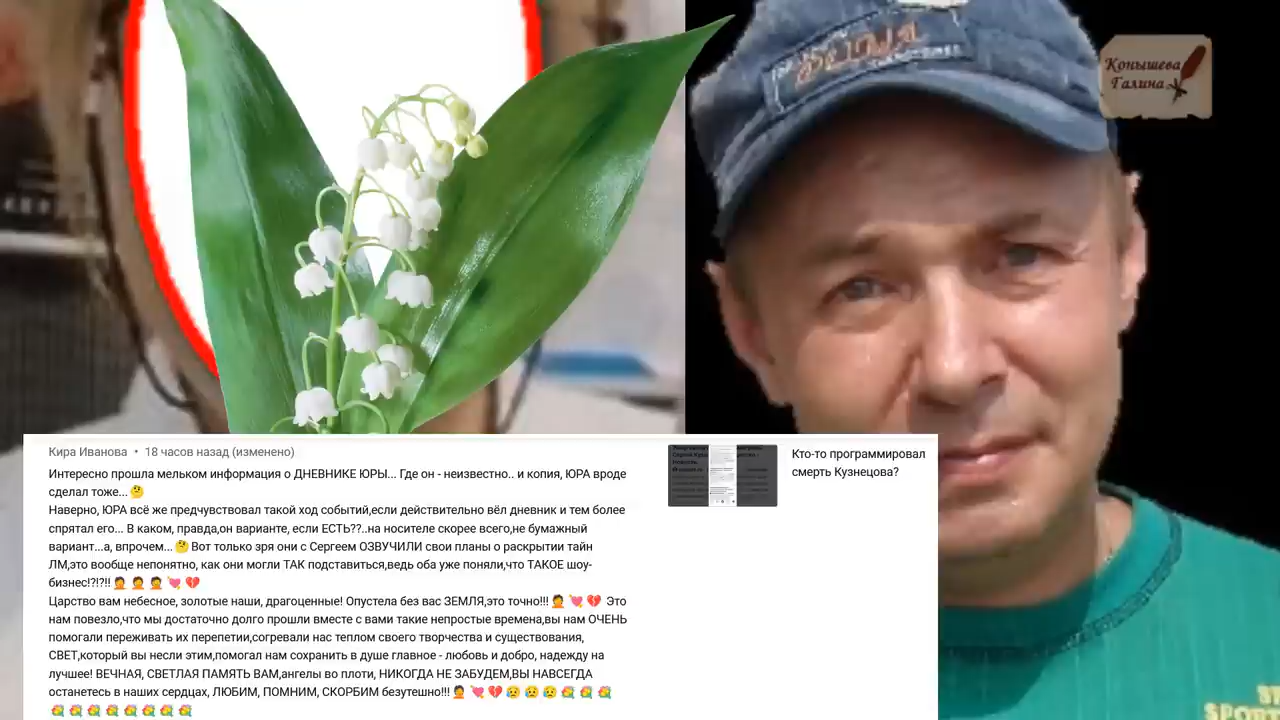 Конышева
Галина
Кира Иванова • 18 часов назад (изменено)
Интересно прошла мельком информация о ДНЕВНИКЕ ЮРЫ... Где он - неизвестно.. и копия, ЮРА вроде
сделал тоже... 🤔
Наверно, ЮРА всё же предчувствовал такой ход событий,если действительно вёл дневник и тем более
спрятал его... В каком, правда,он варианте, если ЕСТЬ??..на носителе скорее всего,не бумажный
вариант...а, впрочем... 🤔 Вот только зря они с Сергеем ОЗВУЧИЛИ свои планы о раскрытии тайн
ЛМ,это вообще непонятно, как они могли ТАК подставиться,ведь оба уже поняли,что ТАКОЕ шоу-
бизнес!?!?!! 🤦 🤦 🤦 💘 💔
Царство вам небесное, золотые наши, драгоценные! Опустела без вас ЗЕМЛЯ,это точно!!! 🤦 💘 💔 Это
нам повезло,что мы достаточно долго прошли вместе с вами такие непростые времена,вы нам ОЧЕНЬ
помогали переживать их перепетии,согревали нас теплом своего творчества и существования,
СВЕТ,который вы несли этим,помогал нам сохранить в душе главное - любовь и добро, надежду на
лучшее! ВЕЧНАЯ, СВЕТЛАЯ ПАМЯТЬ ВАМ,ангелы во плоти, НИКОГДА НЕ ЗАБУДЕМ,ВЫ НАВСЕГДА
останетесь в наших сердцах, ЛЮБИМ, ПОМНИМ, СКОРБИМ безутешно!!! 🤦 💘 💔 😥 😥 😥 💐 💐 💐
💐 💐 💐 💐 💐 💐 💐 💐
Кто-то программировал
смерть Кузнецова?
SPORT